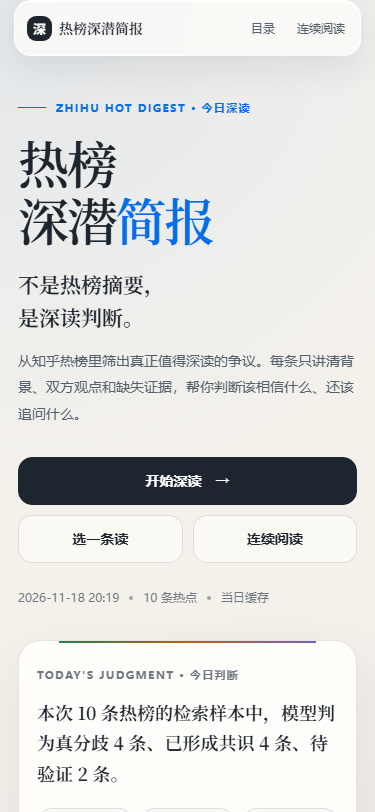 深 热榜深潜简报 目录 连续阅读
ZHIHU HOT DIGEST • 今日深读
热榜
深潜简报
不是热榜摘要，
是深读判断。
从知乎热榜里筛出真正值得深读的争议。每条只讲清背
景、双方观点和缺失证据，帮你判断该相信什么、还该
追问什么。
开始深读 →
选一条读 连续阅读
2026-11-18 20:19 • 10 条热点 • 当日缓存
TODAY'S JUDGMENT • 今日判断
本次 10 条热榜的检索样本中，模型判
为真分歧 4 条、已形成共识 4 条、待
验证 2 条。